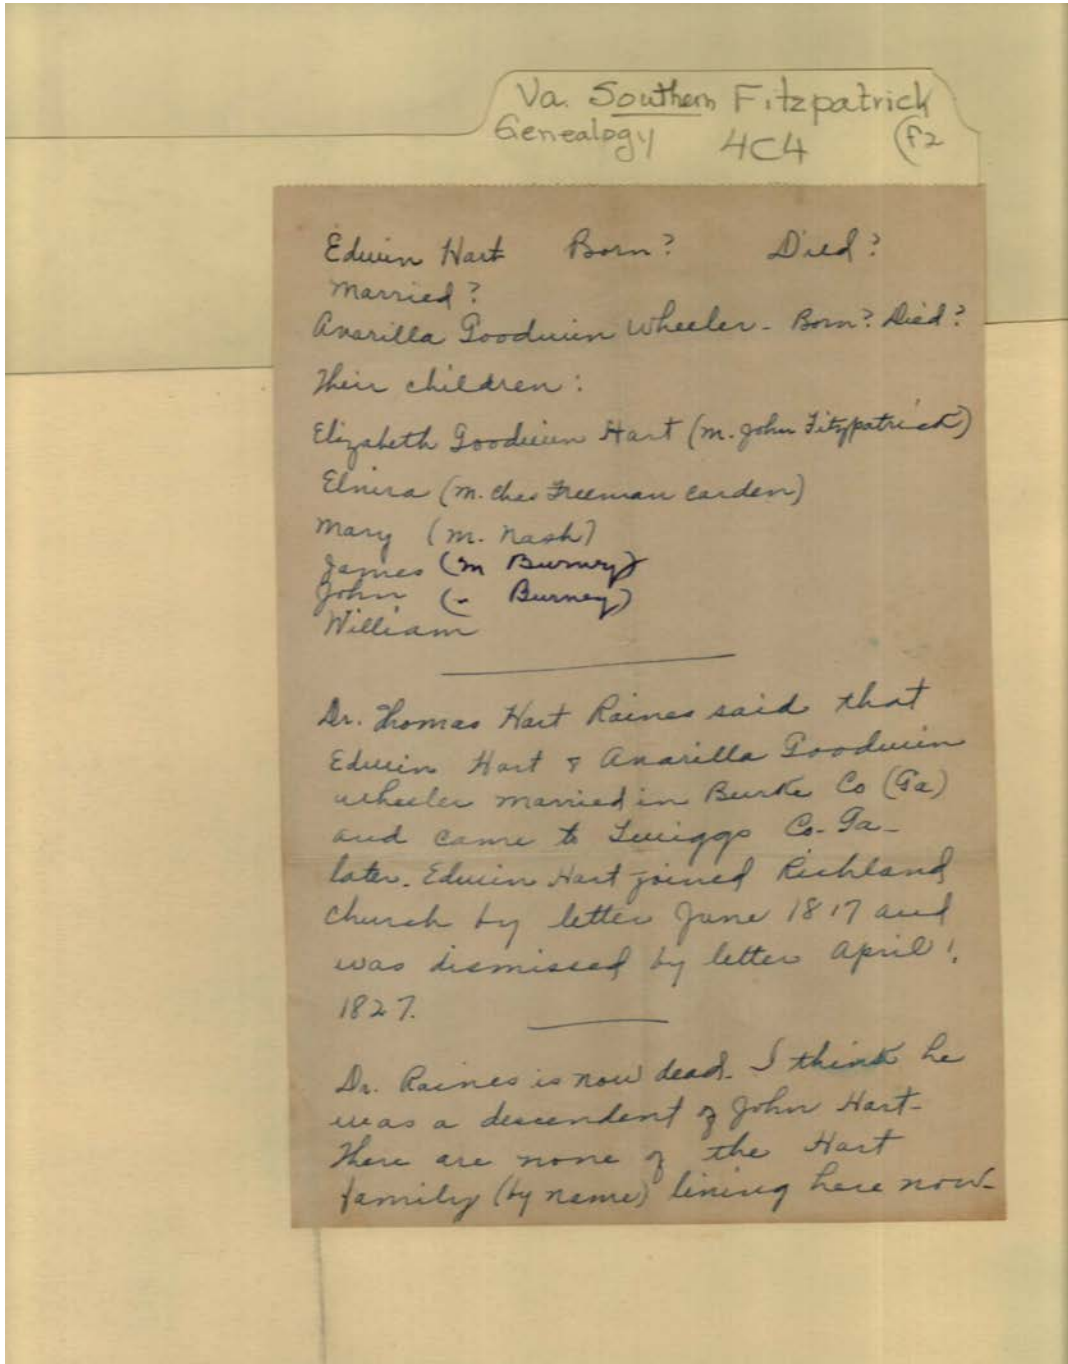 Va. Southern Fitzpatrick
Genealogy 4C4 (F2
Edwin Hart Born? Died?
Married?
Anarilla Goodwin Wheeler - Born? Died?
Their children:
Elizabeth Goodwin Hart (m. John Fitzpatrick)
Elmira (m. Chas Freeman Carden)
Mary (m. Nash)
James (m Burney)
John (" Burney)
William
Dr. Thomas Hart Raines said that
Edwin Hart & Anarilla Goodwin
Wheeler married in Burke Co (Ga)
and came to Twiggs Co. Ga-
later. Edwin Hart joined Richland
Church by letter June 1817 and
was dismissed by letter April 1,
1827.
Dr. Raines is now dead. I think he
was a descendent of John Hart-
There are none of the Hart
family (by name) living here now-